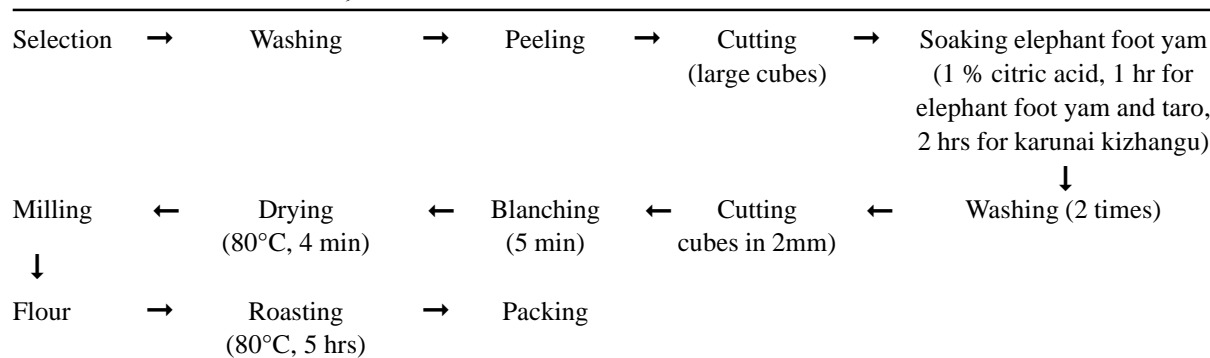 Selection → Washing → Peeling → Cutting → Soaking elephant foot yam
(large cubes) (1 % citric acid, 1 hr for
elephant foot yam and taro,
2 hrs for karunai kizhangu)
↓
Milling ← Drying ← Blanching ← Cutting ← Washing (2 times)
(80°C, 4 min) (5 min) cubes in 2mm)
↓
Flour → Roasting → Packing
(80°C, 5 hrs)